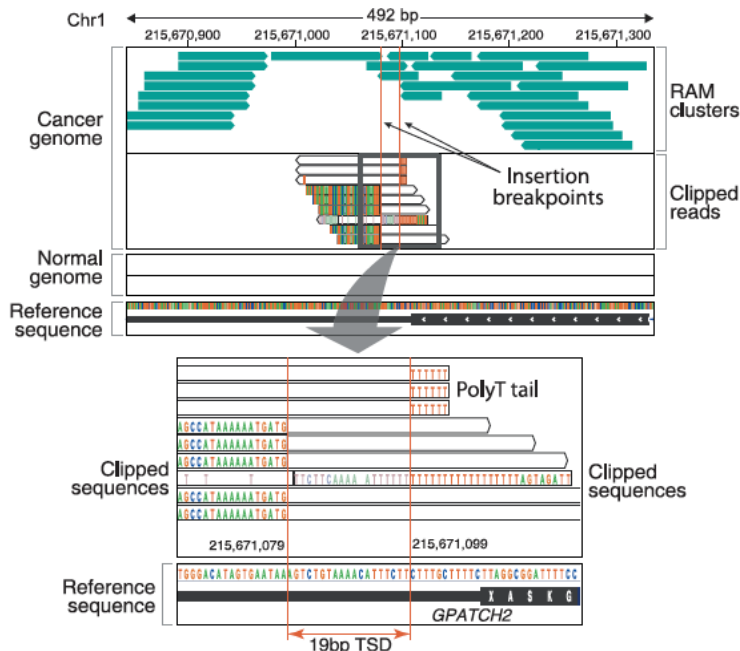 Chr1
492 bp
215,670,900 215,671,000 215,671,100 215,671,200 215,671,300
Cancer genome
RAM clusters
Insertion breakpoints
Clipped reads
Normal genome
Reference sequence
TTTTTT
TTTTTT
PolyT tail
TTTTTT
AGCCATAAAAAATGATG
AGCCATAAAAAATGATG
AGCCATAAAAAATGATG
Clipped sequences
T T T
TTCTTCAAAA ATTTTTTTTTTTTTTTTTTTTTTAGTAGATT
Clipped sequences
AGCCATAAAAAATGATG
AGCCATAAAAAATGATG
215,671,079 215,671,099
Reference sequence
TGGGACATAGTGAATAAAGTCTGTAAAACATTTCTTCTTTGCTTTTCTTAGGCGGATTTTCC
X A S K G
GPATCH2
19bp TSD